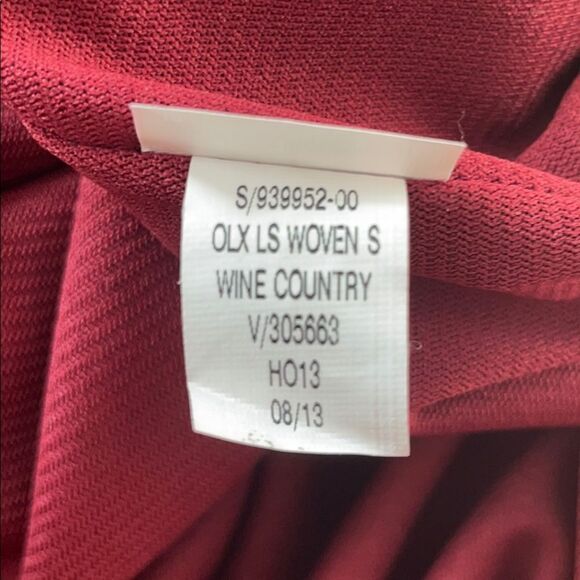 S/939952-00
OLX LS WOVEN S
WINE COUNTRY
V/305663
HO13
08/13